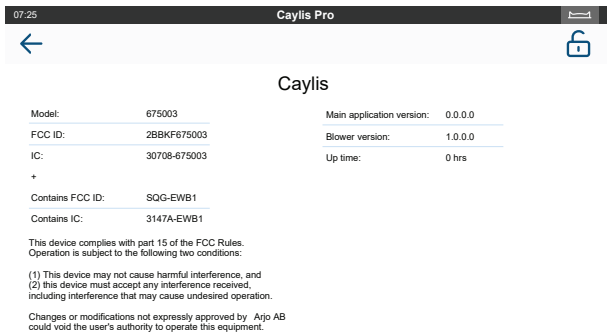 07:25 Caylis Pro
Caylis
Model: 675003
FCC ID: 2BBKF675003
IC: 30708-675003
+
Contains FCC ID: SQG-EWB1
Contains IC: 3147A-EWB1
Main application version: 0.0.0.0
Blower version: 1.0.0.0
Up time: 0 hrs
This device complies with part 15 of the FCC Rules.
Operation is subject to the following two conditions:
(1) This device may not cause harmful interference, and
(2) this device must accept any interference received,
including interference that may cause undesired operation.
Changes or modifications not expressly approved by Arjo AB
could void the user's authority to operate this equipment.